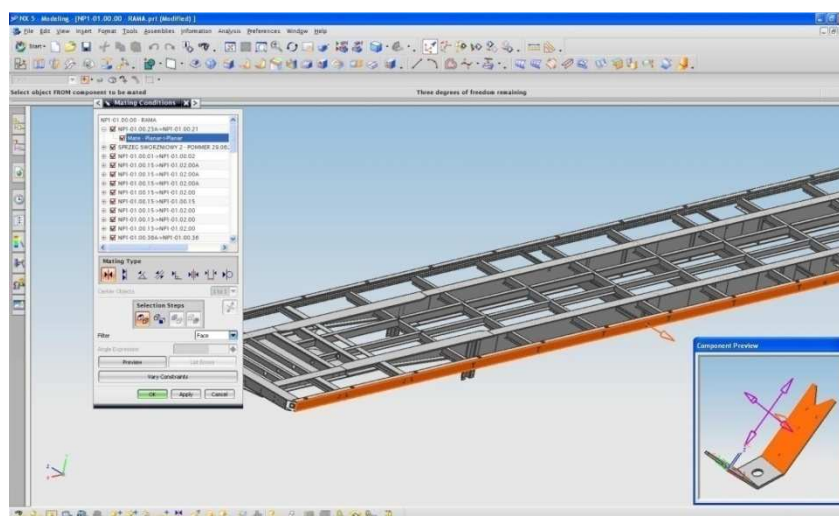 NX 5 - Modeling - [NP1-01.00.00 - RAMA.prt (Modified) ]
File Edit View Insert Format Tools Assemblies Information Analysis Preferences Window Help
Start
Select object FROM component to be mated
Three degrees of freedom remaining
Mating Conditions
NP1-01.00.00 - RAMA
NP1-01.00.23A->NP1-01.00.21
Mate - Planar->Planar
SPRZEG SWORZNIOWY 2 - POMMER 29.08.
NP1-01.00.01->NP1-01.00.02
NP1-01.00.15->NP1-01.02.00A
NP1-01.00.15->NP1-01.02.00A
NP1-01.00.15->NP1-01.02.00A
NP1-01.00.15->NP1-01.02.00
NP1-01.00.15->NP1-01.00.15
NP1-01.00.15->NP1-01.02.00
NP1-01.00.13->NP1-01.02.00
NP1-01.00.13->NP1-01.02.00
NP1-01.00.38A->NP1-01.00.38
Mating Type
Center Objects
1 to 1
Selection Steps
Filter
Face
Angle Expression
Preview
List Errors
Vary Constraints
OK
Apply
Cancel
Component Preview